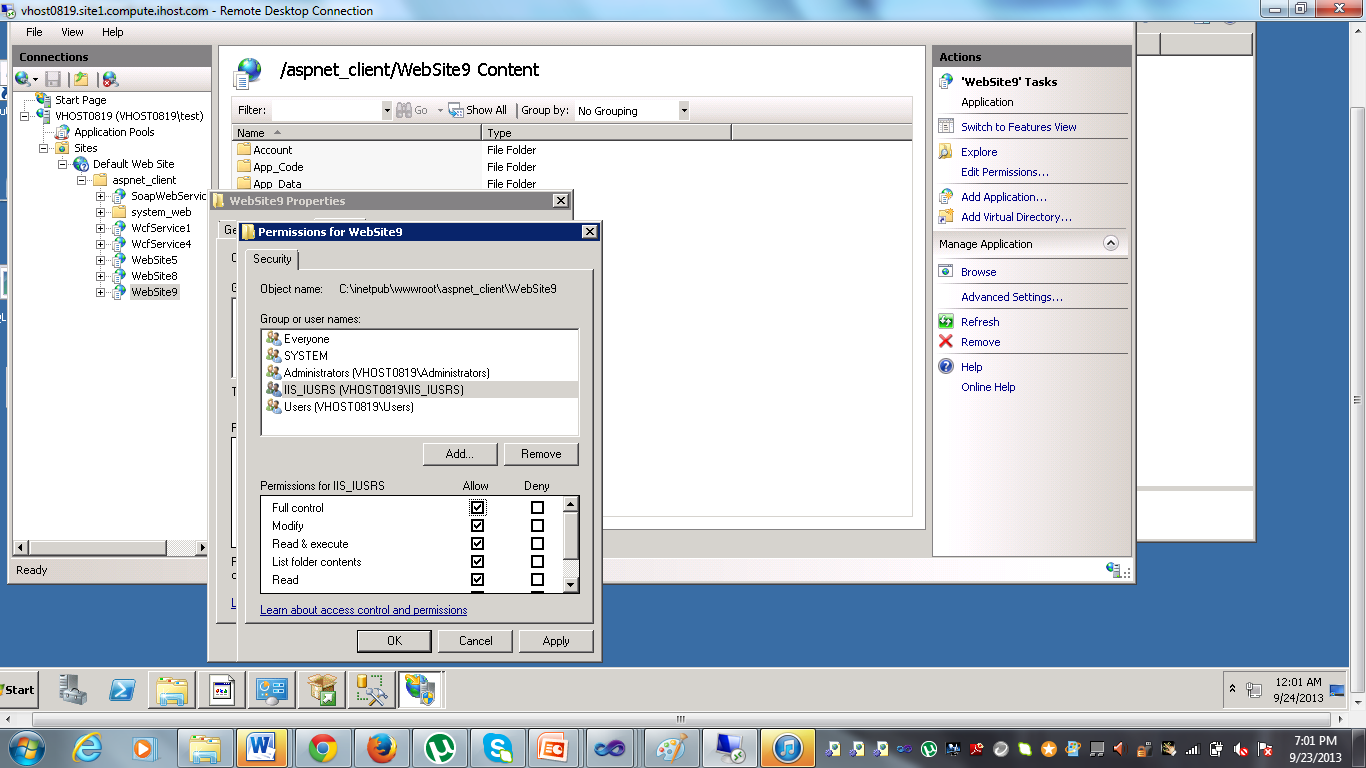 vhost0819.site1.compute.ihost.com - Remote Desktop Connection
File View Help
Connections
Start Page
VHOST0819 (VHOST0819\test)
Application Pools
Sites
Default Web Site
aspnet_client
SoapWebServic
system_web
WcfService1
WcfService4
WebSite5
WebSite8
WebSite9
Ready
/aspnet_client/WebSite9 Content
Filter: Go Show All Group by: No Grouping
Name Type
Account File Folder
App_Code File Folder
App_Data File Folder
WebSite9 Properties
Ge
Permissions for WebSite9
Security
Object name: C:\inetpub\wwwroot\aspnet_client\WebSite9
Group or user names:
Everyone
SYSTEM
Administrators (VHOST0819\Administrators)
IIS_IUSRS (VHOST0819\IIS_IUSRS)
Users (VHOST0819\Users)
Add... Remove
Permissions for IIS_IUSRS Allow Deny
Full control
Modify
Read & execute
List folder contents
Read
Learn about access control and permissions
OK Cancel Apply
Actions
'WebSite9' Tasks
Application
Switch to Features View
Explore
Edit Permissions...
Add Application...
Add Virtual Directory...
Manage Application
Browse
Advanced Settings...
Refresh
Remove
Help
Online Help
Start
12:01 AM
9/24/2013
7:01 PM
9/23/2013